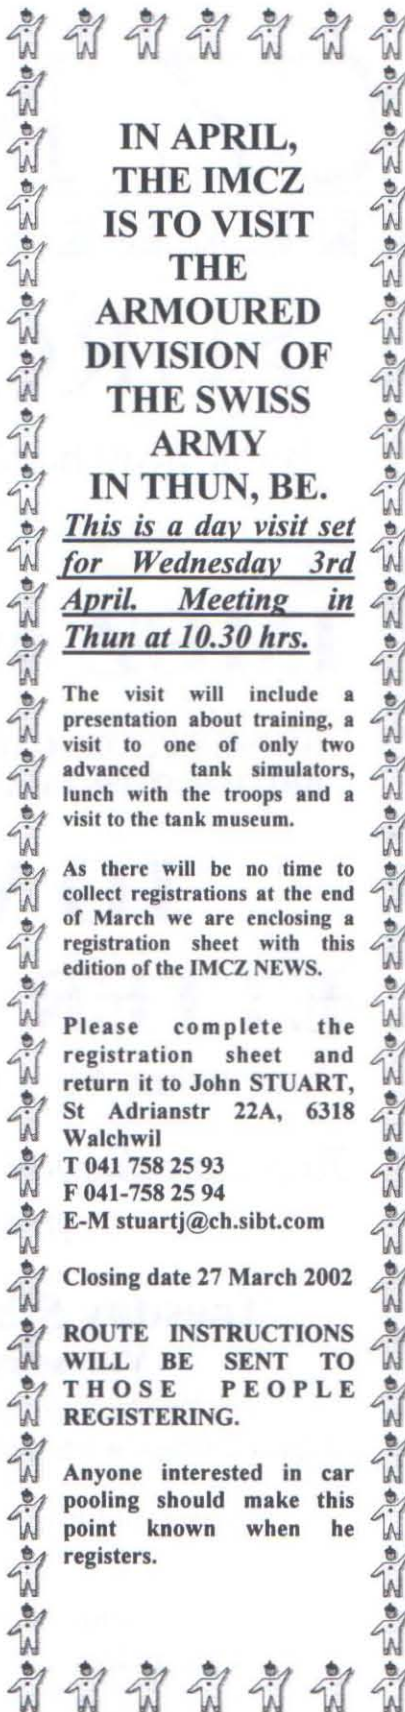 IN APRIL,
THE IMCZ
IS TO VISIT
THE
ARMOURED
DIVISION OF
THE SWISS
ARMY
IN THUN, BE.
This is a day visit set
for Wednesday 3rd
April. Meeting in
Thun at 10.30 hrs.
The visit will include a
presentation about training, a
visit to one of only two
advanced tank simulators,
lunch with the troops and a
visit to the tank museum.
As there will be no time to
collect registrations at the end
of March we are enclosing a
registration sheet with this
edition of the IMCZ NEWS.
Please complete the
registration sheet and
return it to John STUART,
St Adrianstr 22A, 6318
Walchwil
T 041 758 25 93
F 041-758 25 94
E-M stuartj@ch.sibt.com
Closing date 27 March 2002
ROUTE INSTRUCTIONS
WILL BE SENT TO
THOSE PEOPLE
REGISTERING.
Anyone interested in car
pooling should make this
point known when he
registers.